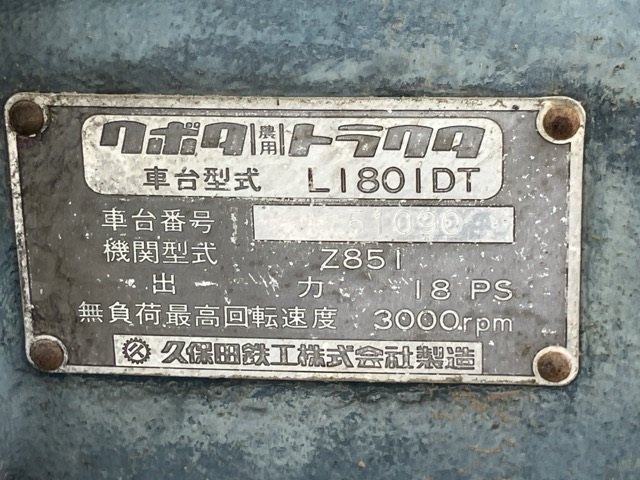 クボタ農用トラクタ
車台型式 L1801DT
車台番号 51090
機関型式 Z851
出力 18 PS
無負荷最高回転速度 3000rpm
久保田鉄工株式会社製造